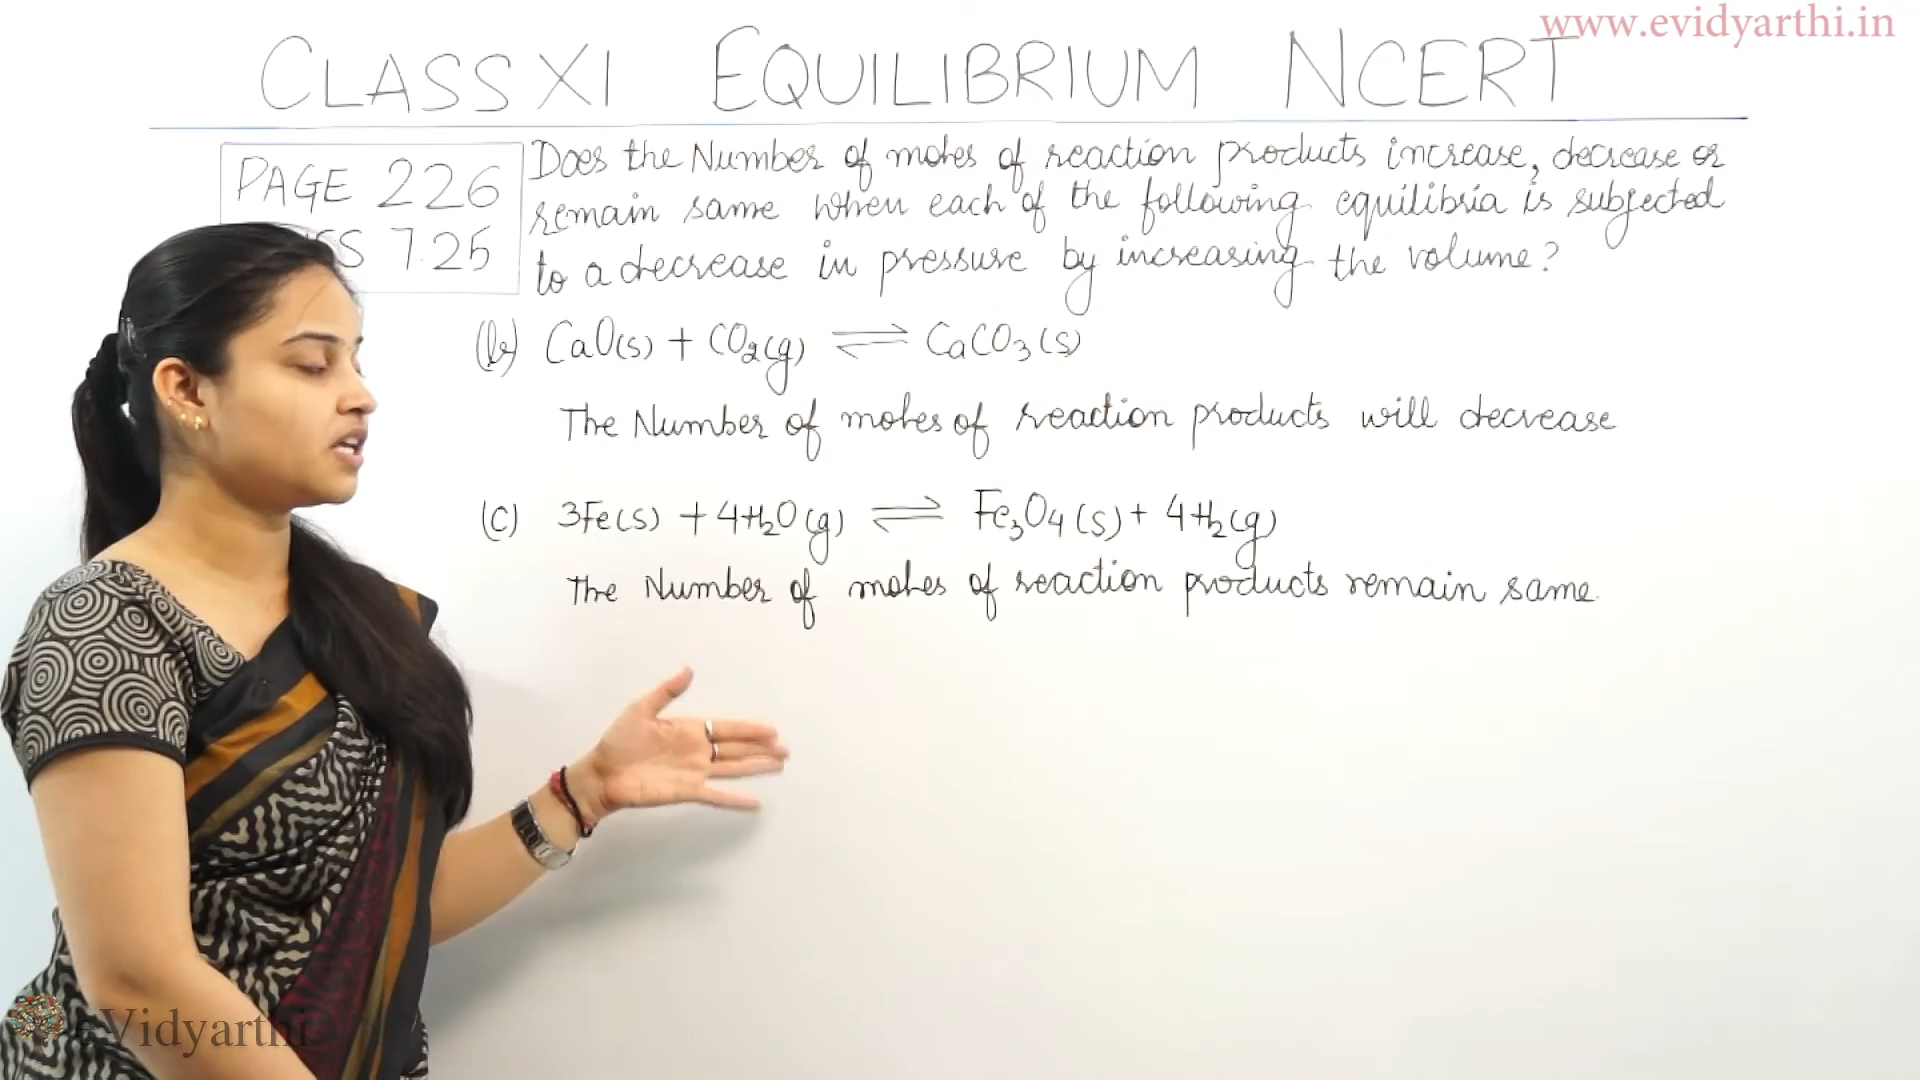 www.evidyarthi.in
CLASS XI EQUILIBRIUM NCERT
PAGE 226
7.25
Does the Number of moles of reaction products increase, decrease or
remain same when each of the following equilibria is subjected
to a decrease in pressure by increasing the volume?
(b) CaO(s) + CO2(g) ⇌ CaCO3(s)
The Number of moles of reaction products will decrease
(c) 3Fe(s) + 4H2O(g) ⇌ Fe3O4(s) + 4H2(g)
The Number of moles of reaction products remain same.
eVidyarthi